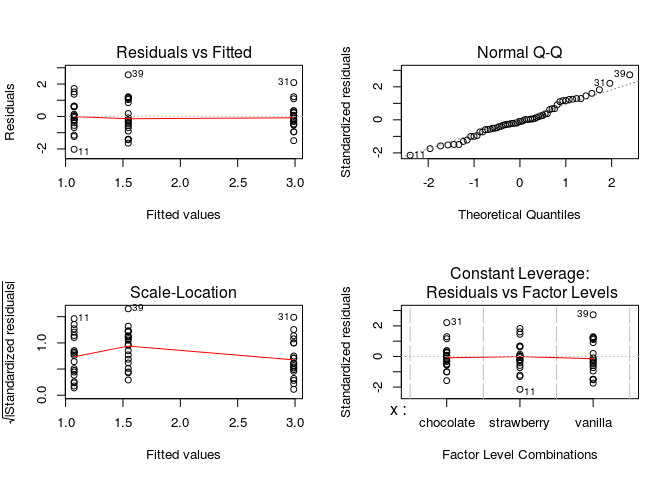 Residuals vs Fitted
Residuals
2
0
-2
39
31
11
1.0 1.5 2.0 2.5 3.0
Fitted values
Normal Q-Q
Standardized residuals
2
0
-2
39
31
11
-2 -1 0 1 2
Theoretical Quantiles
Scale-Location
√|Standardized residuals|
1.0
0.0
11
39
31
1.0 1.5 2.0 2.5 3.0
Fitted values
Constant Leverage:
Residuals vs Factor Levels
Standardized residuals
2
0
-2
31
39
11
x :
chocolate strawberry vanilla
Factor Level Combinations